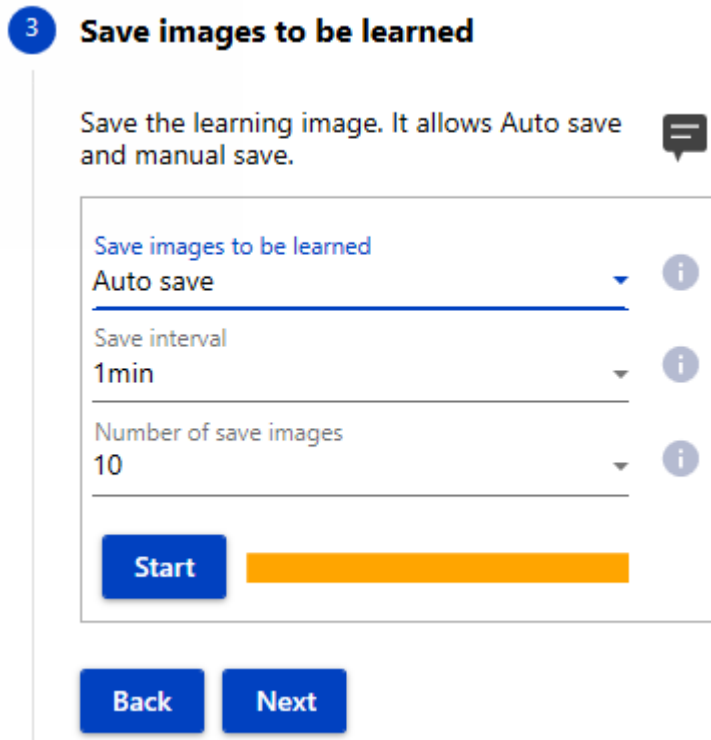 3 Save images to be learned
Save the learning image. It allows Auto save
and manual save.
Save images to be learned
Auto save
Save interval
1min
Number of save images
10
Start
Back Next